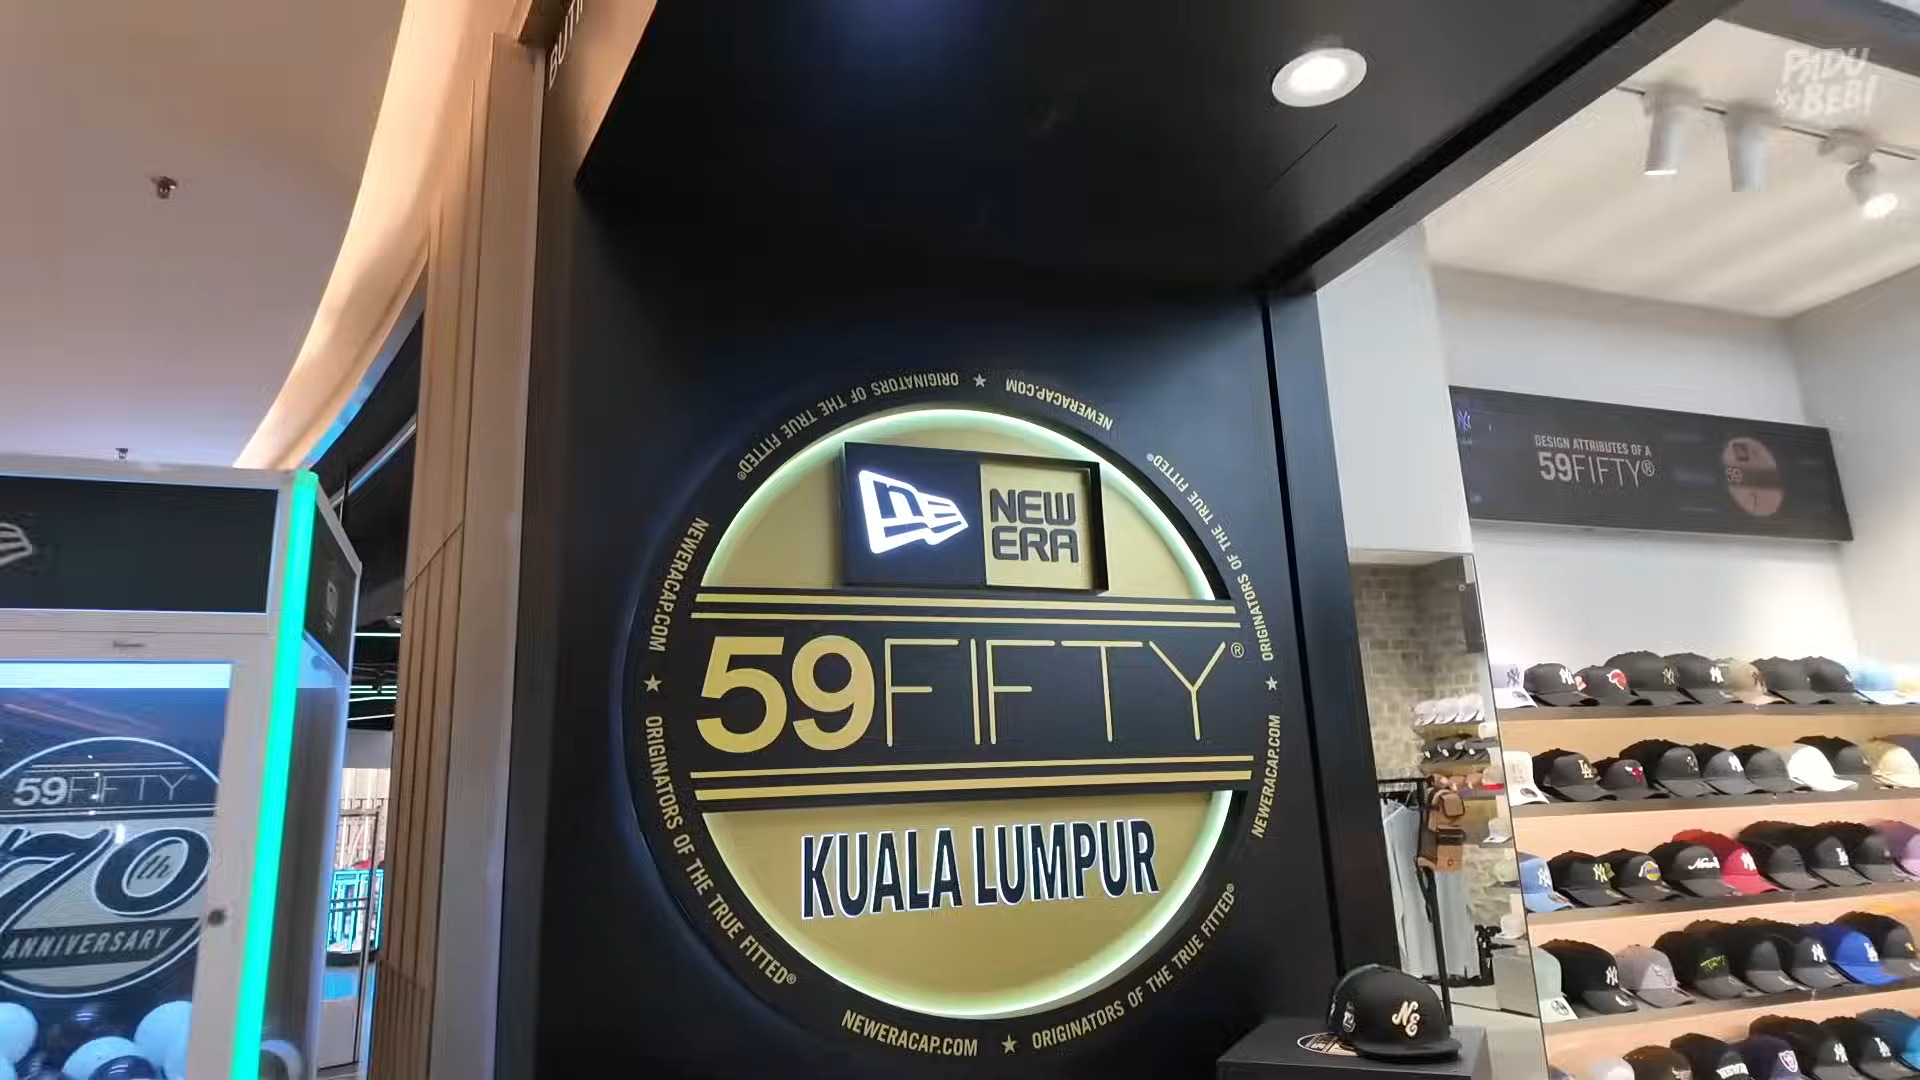 PADU
XX BEBI
NEW
ERA
59FIFTY®
KUALA LUMPUR
ORIGINATORS OF THE TRUE FITTED® ★ NEWERACAP.COM
ORIGINATORS OF THE TRUE FITTED® ★ NEWERACAP.COM
ORIGINATORS OF THE TRUE FITTED® ★ NEWERACAP.COM
ORIGINATORS OF THE TRUE FITTED® ★ NEWERACAP.COM
DESIGN ATTRIBUTES OF A
59FIFTY®
59FIFTY®
70th
ANNIVERSARY
NE